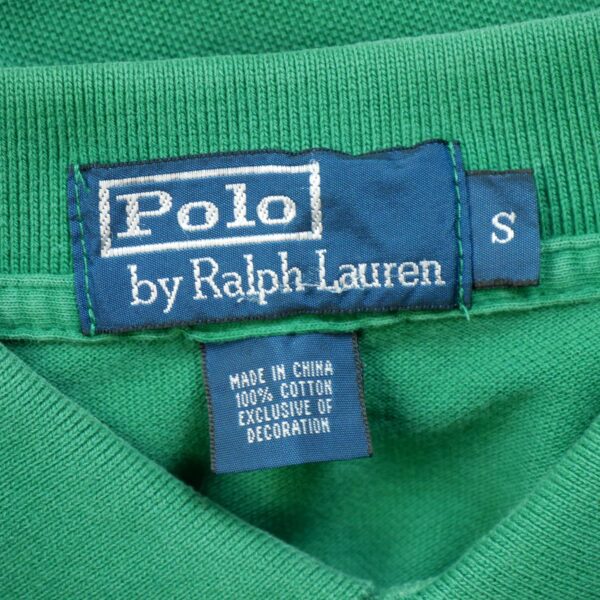 Polo
by Ralph Lauren
S
MADE IN CHINA
100% COTTON
EXCLUSIVE OF
DECORATION